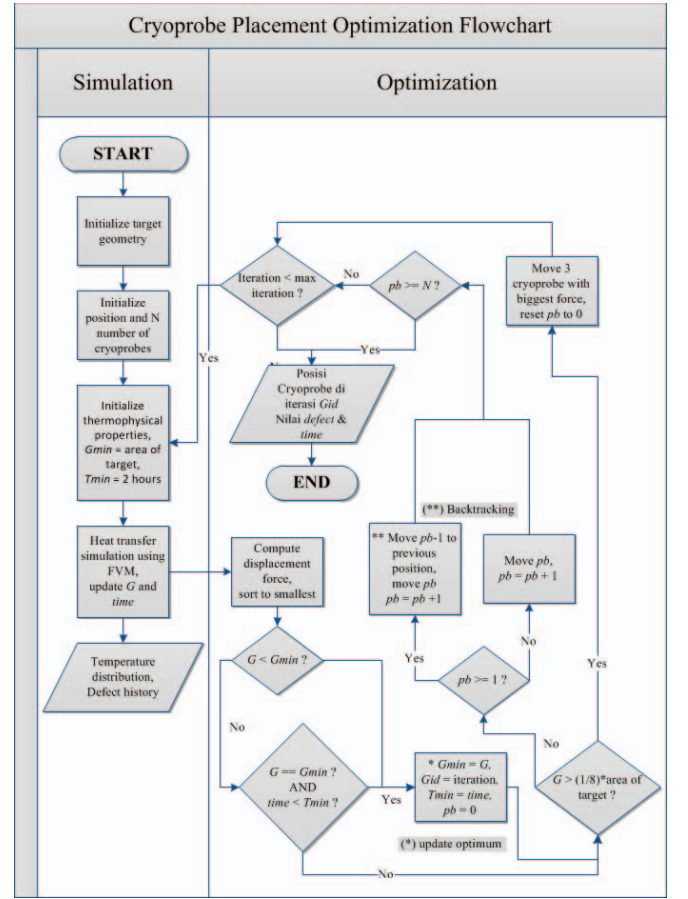 Cryoprobe Placement Optimization Flowchart
Simulation
Optimization
START
Initialize target
geometry
Initialize
position and N
number of
cryoprobes
Initialize
thermophysical
properties,
Gmin = area of
target,
Tmin = 2 hours
Heat transfer
simulation using
FVM,
update G and
time
Temperature
distribution,
Defect history
Iteration < max
iteration ?
No
pb >= N ?
Yes
Yes
Posisi
Cryoprobe di
iterasi Gid
Nilai defect &
time
END
Move 3
cryoprobe with
biggest force,
reset pb to 0
(**) Backtracking
** Move pb-1 to
previous
position,
move pb
pb = pb +1
Move pb,
pb = pb + 1
Compute
displacement
force,
sort to smallest
G < Gmin ?
No
G == Gmin ?
AND
time < Tmin ?
Yes
* Gmin = G,
Gid = iteration,
Tmin = time,
pb = 0
(*) update optimum
No
Yes
pb >= 1 ?
No
No
Yes
G > (1/8)*area of
target ?